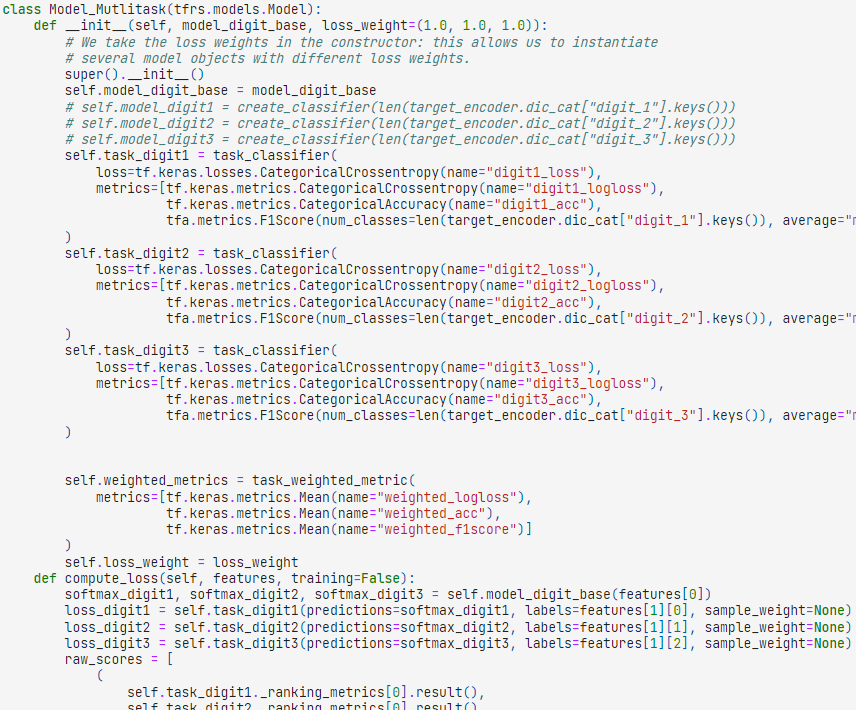 class Model_Mutlitask(tfrs.models.Model):
    def __init__(self, model_digit_base, loss_weight=(1.0, 1.0, 1.0)):
        # We take the loss weights in the constructor: this allows us to instantiate
        # several model objects with different loss weights.
        super().__init__()
        self.model_digit_base = model_digit_base
        # self.model_digit1 = create_classifier(len(target_encoder.dic_cat["digit_1"].keys()))
        # self.model_digit2 = create_classifier(len(target_encoder.dic_cat["digit_2"].keys()))
        # self.model_digit3 = create_classifier(len(target_encoder.dic_cat["digit_3"].keys()))
        self.task_digit1 = task_classifier(
            loss=tf.keras.losses.CategoricalCrossentropy(name="digit1_loss"),
            metrics=[tf.keras.metrics.CategoricalCrossentropy(name="digit1_logloss"),
                     tf.keras.metrics.CategoricalAccuracy(name="digit1_acc"),
                     tfa.metrics.F1Score(num_classes=len(target_encoder.dic_cat["digit_1"].keys()), average="
        )
        self.task_digit2 = task_classifier(
            loss=tf.keras.losses.CategoricalCrossentropy(name="digit2_loss"),
            metrics=[tf.keras.metrics.CategoricalCrossentropy(name="digit2_logloss"),
                     tf.keras.metrics.CategoricalAccuracy(name="digit2_acc"),
                     tfa.metrics.F1Score(num_classes=len(target_encoder.dic_cat["digit_2"].keys()), average="
        )
        self.task_digit3 = task_classifier(
            loss=tf.keras.losses.CategoricalCrossentropy(name="digit3_loss"),
            metrics=[tf.keras.metrics.CategoricalCrossentropy(name="digit3_logloss"),
                     tf.keras.metrics.CategoricalAccuracy(name="digit3_acc"),
                     tfa.metrics.F1Score(num_classes=len(target_encoder.dic_cat["digit_3"].keys()), average="
        )
        self.weighted_metrics = task_weighted_metric(
            metrics=[tf.keras.metrics.Mean(name="weighted_logloss"),
                     tf.keras.metrics.Mean(name="weighted_acc"),
                     tf.keras.metrics.Mean(name="weighted_f1score")]
        )
        self.loss_weight = loss_weight
    def compute_loss(self, features, training=False):
        softmax_digit1, softmax_digit2, softmax_digit3 = self.model_digit_base(features[0])
        loss_digit1 = self.task_digit1(predictions=softmax_digit1, labels=features[1][0], sample_weight=None)
        loss_digit2 = self.task_digit2(predictions=softmax_digit2, labels=features[1][1], sample_weight=None)
        loss_digit3 = self.task_digit3(predictions=softmax_digit3, labels=features[1][2], sample_weight=None)
        raw_scores = [
            (
                self.task_digit1._ranking_metrics[0].result(),
                self.task_digit2._ranking_metrics[0].result()